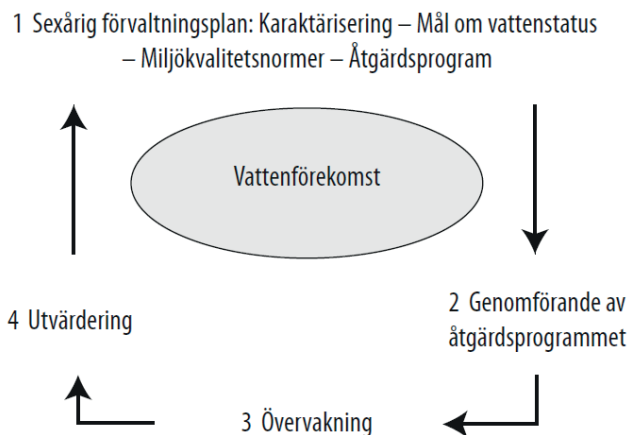 1 Sexårig förvaltningsplan: Karaktärisering – Mål om vattenstatus
– Miljökvalitetsnormer – Åtgärdsprogram
Vattenförekomst
2 Genomförande av
åtgärdsprogrammet
3 Övervakning
4 Utvärdering